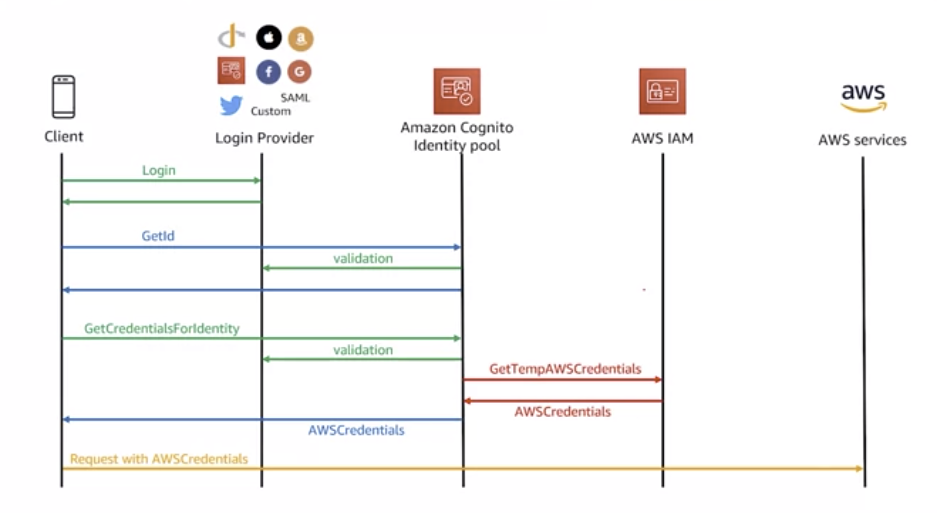 SAML
Custom
aws
Client
Login Provider
Amazon Cognito
Identity pool
AWS IAM
AWS services
Login
GetId
validation
GetCredentialsForIdentity
validation
GetTempAWSCredentials
AWSCredentials
AWSCredentials
Request with AWSCredentials